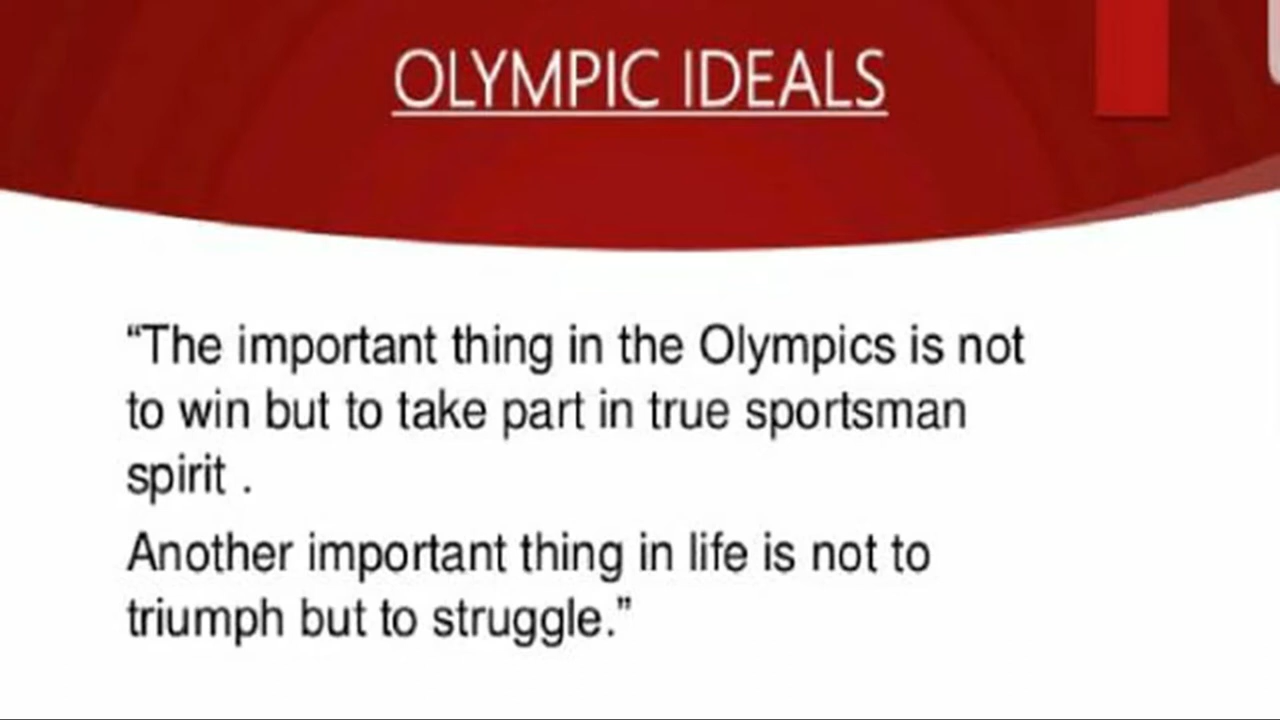 OLYMPIC IDEALS
“The important thing in the Olympics is not
to win but to take part in true sportsman
spirit .
Another important thing in life is not to
triumph but to struggle.”